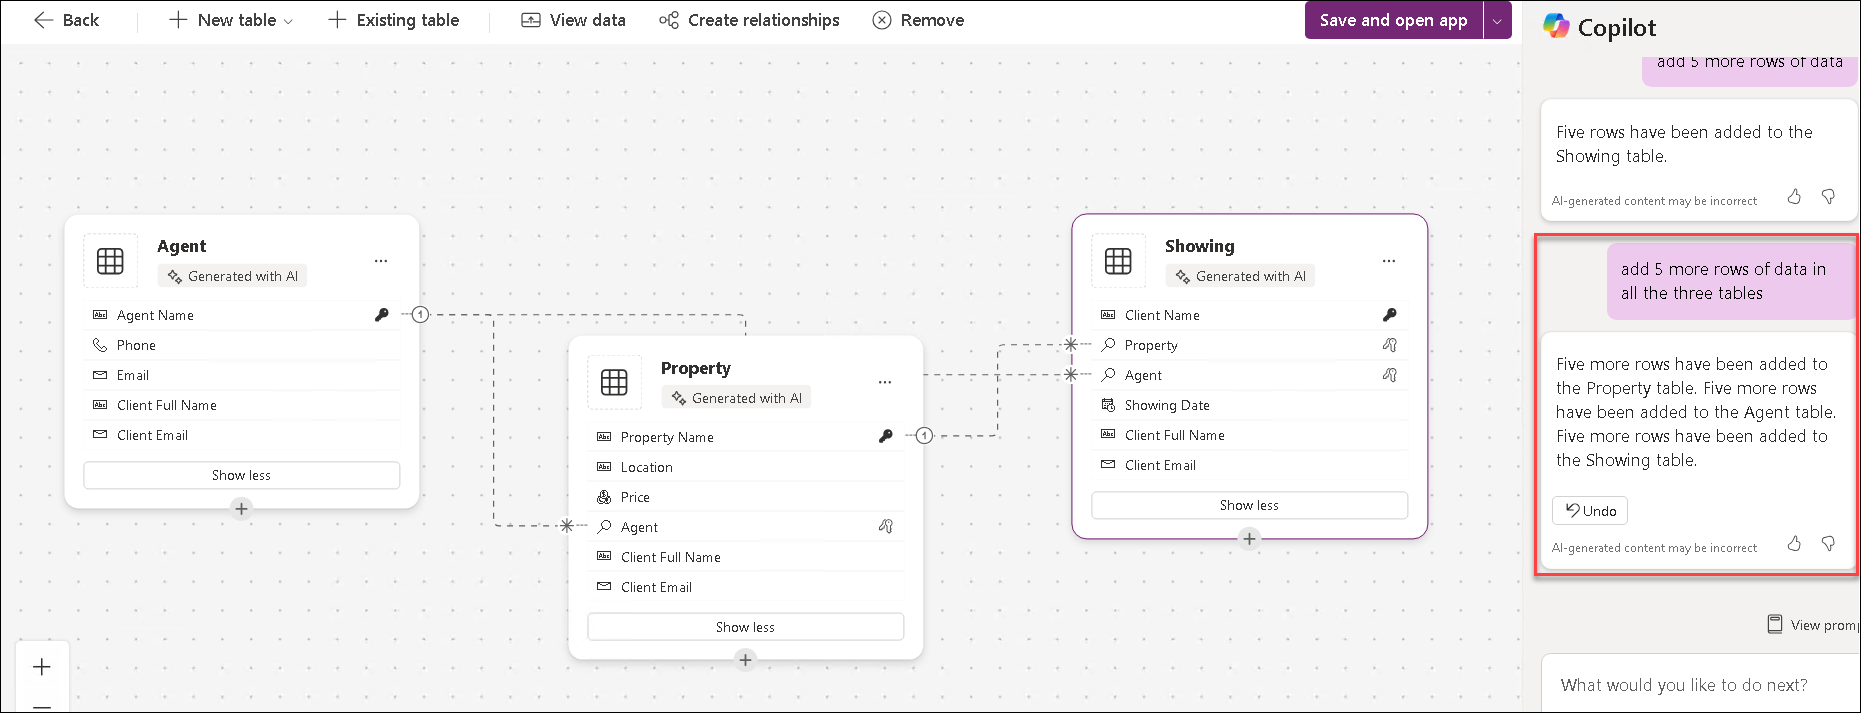 Back
New table
Existing table
View data
Create relationships
Remove
Save and open app
Agent
Generated with AI
Agent Name
1
Phone
Email
Client Full Name
Client Email
Show less
Property
Generated with AI
Property Name
1
Location
Price
Agent
Client Full Name
Client Email
Show less
Showing
Generated with AI
Client Name
Property
Agent
Showing Date
Client Full Name
Client Email
Show less
Copilot
add 5 more rows of data
Five rows have been added to the
Showing table.
AI-generated content may be incorrect
add 5 more rows of data in
all the three tables
Five more rows have been added to
the Property table. Five more rows
have been added to the Agent table.
Five more rows have been added to
the Showing table.
Undo
AI-generated content may be incorrect
View prom
What would you like to do next?